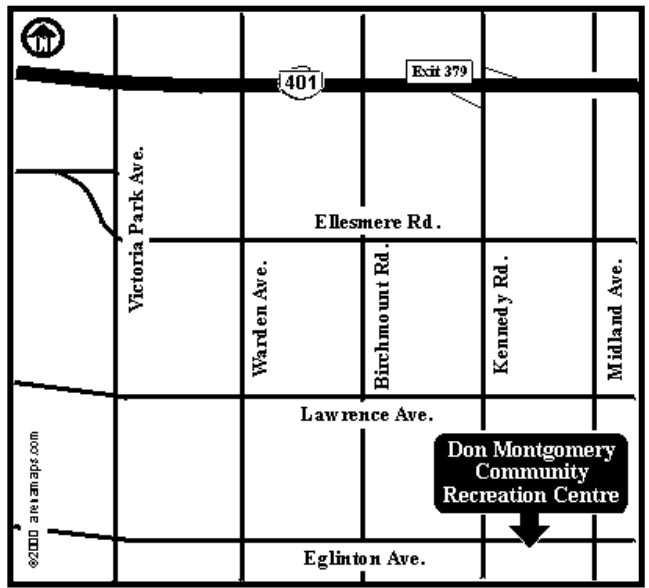 401
Exit 379
Victoria Park Ave.
Ellesmere Rd.
Warden Ave.
Birchmount Rd.
Kennedy Rd.
Midland Ave.
Lawrence Ave.
Don Montgomery
Community
Recreation Centre
Eglinton Ave.
©2000 arenamaps.com